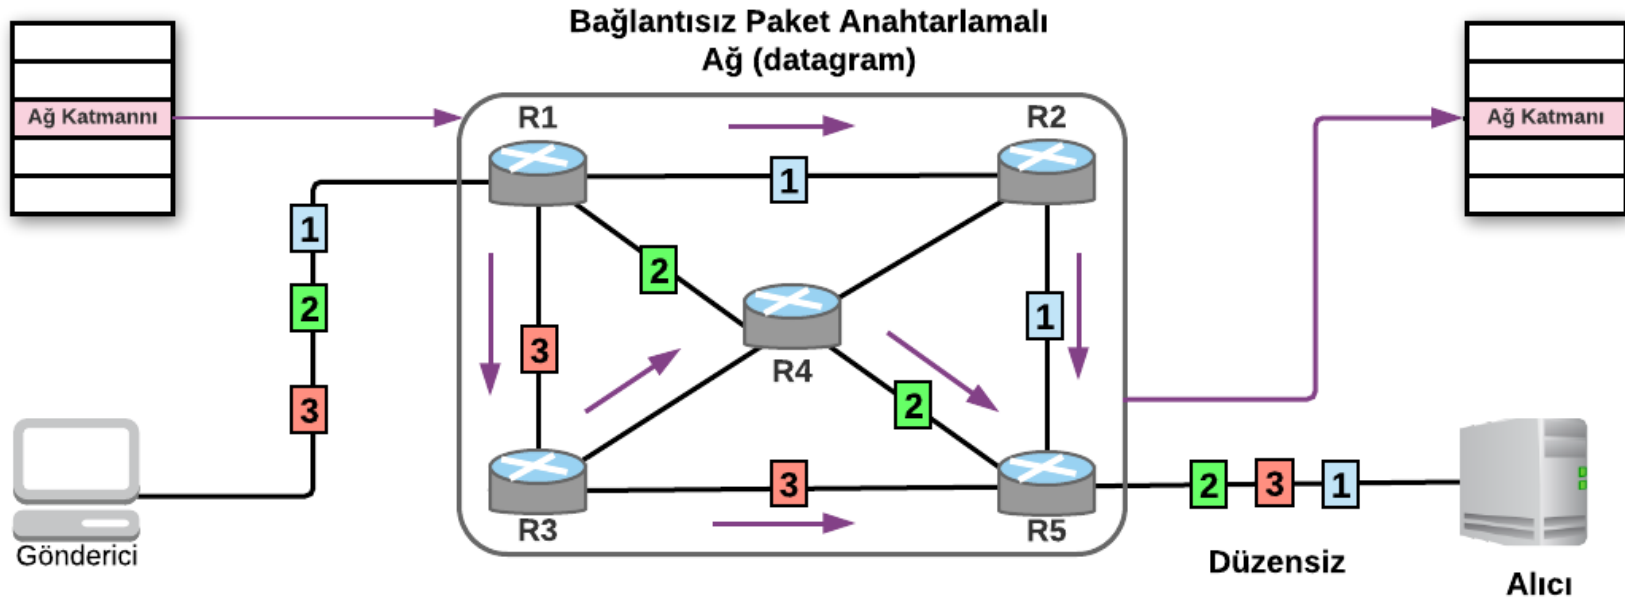 Bağlantısız Paket Anahtarlamalı
Ağ (datagram)
Ağ Katmannı
Ağ Katmanı
R1
R2
1
1
2
2
3
3
1
R4
2
3
R3
R5
2 3 1
Gönderici
Düzensiz
Alıcı